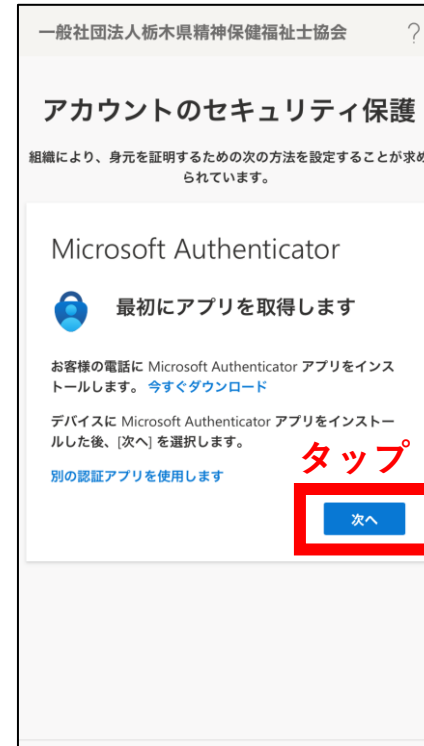 一般社団法人栃木県精神保健福祉士協会 ?
アカウントのセキュリティ保護
組織により、身元を証明するための次の方法を設定することが求め
られています。
Microsoft Authenticator
最初にアプリを取得します
お客様の電話に Microsoft Authenticator アプリをインス
トールします。 今すぐダウンロード
デバイスに Microsoft Authenticator アプリをインストー
ルした後、[次へ] を選択します。
タップ
別の認証アプリを使用します
次へ